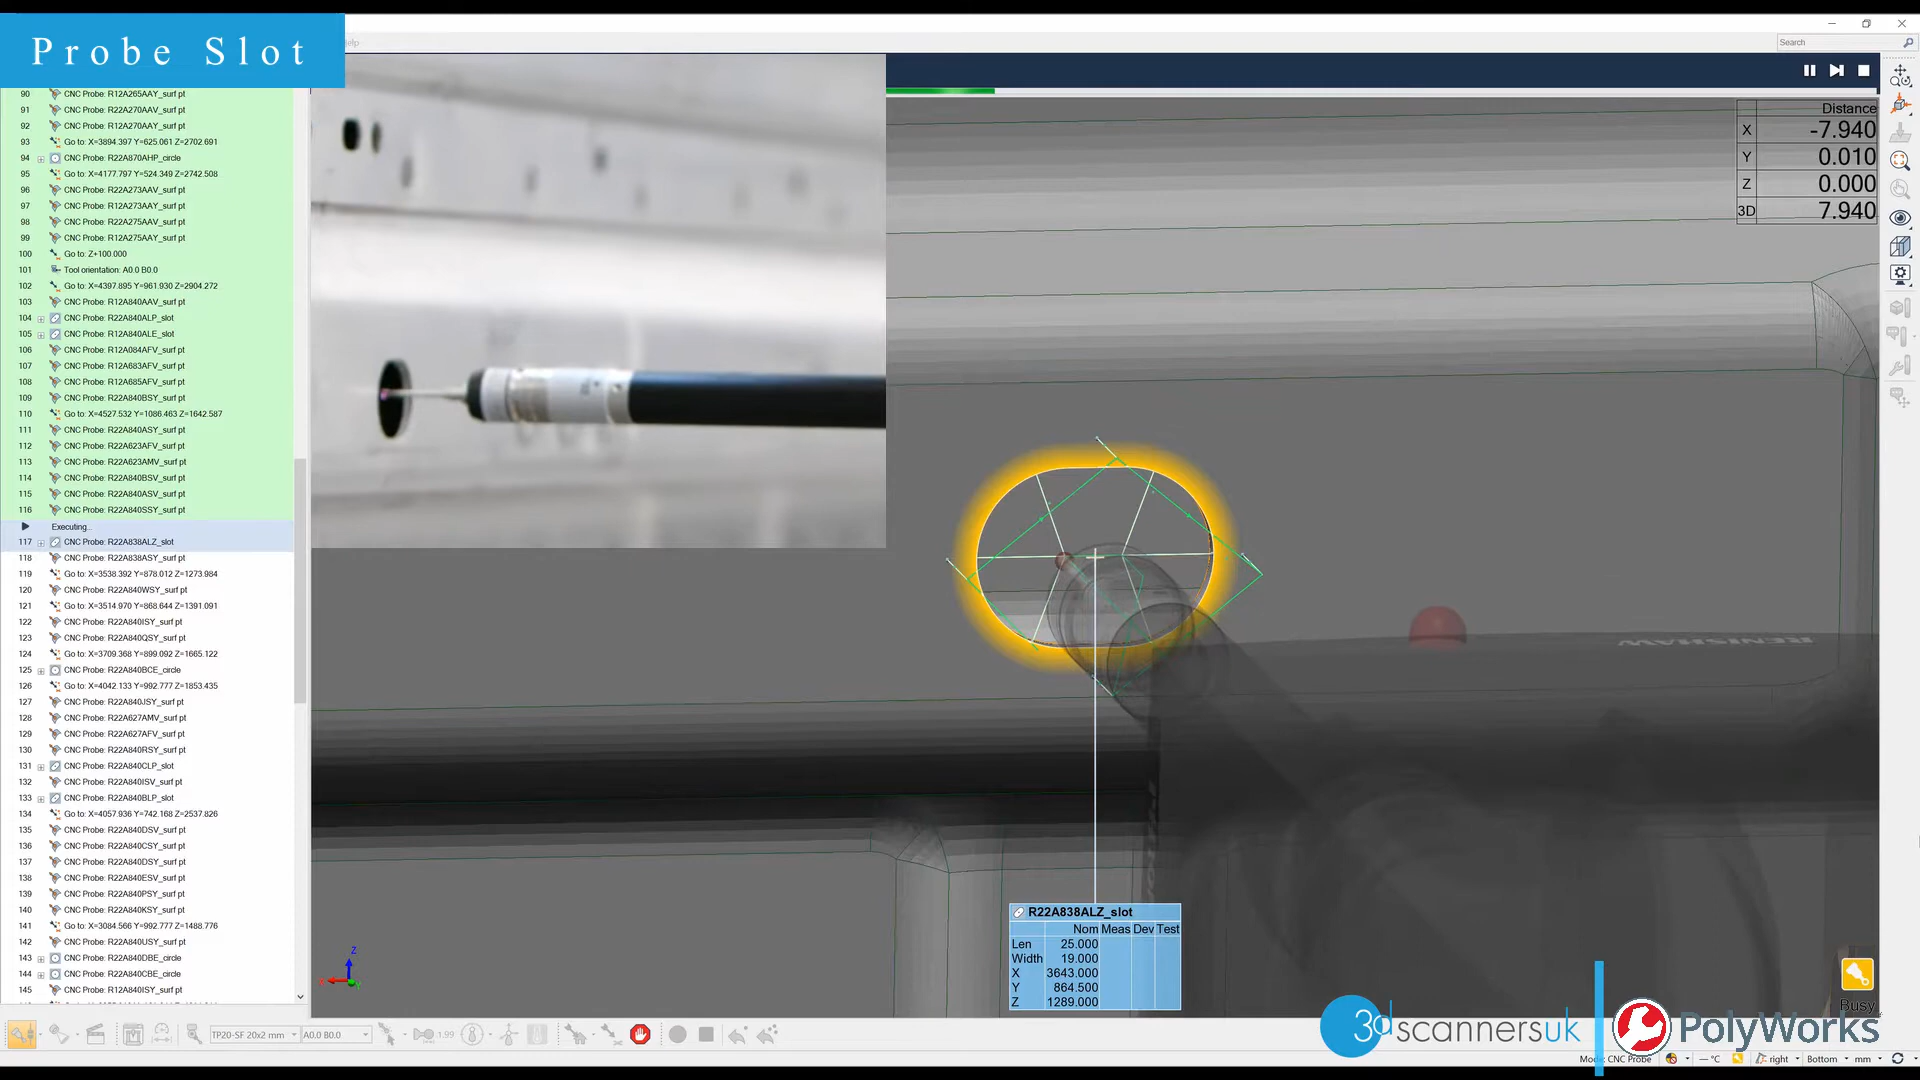 Probe Slot
Help
Search
90 CNC Probe: R12A265AAY_surf pt
91 CNC Probe: R22A270AAV_surf pt
92 CNC Probe: R12A270AAY_surf pt
93 Go to: X=3894.397 Y=625.061 Z=2702.691
94 CNC Probe: R22A870AHP_circle
95 Go to: X=4177.797 Y=524.349 Z=2742.508
96 CNC Probe: R22A273AAV_surf pt
97 CNC Probe: R12A273AAY_surf pt
98 CNC Probe: R22A275AAV_surf pt
99 CNC Probe: R12A275AAY_surf pt
100 Go to: Z+100.000
101 Tool orientation: A0.0 B0.0
102 Go to: X=4397.895 Y=961.930 Z=2904.272
103 CNC Probe: R12A840AAV_surf pt
104 CNC Probe: R22A840ALP_slot
105 CNC Probe: R12A840ALE_slot
106 CNC Probe: R12A084AFV_surf pt
107 CNC Probe: R12A683AFV_surf pt
108 CNC Probe: R12A685AFV_surf pt
109 CNC Probe: R22A840BSY_surf pt
110 Go to: X=4527.532 Y=1086.463 Z=1642.587
111 CNC Probe: R22A840ASY_surf pt
112 CNC Probe: R22A623AFV_surf pt
113 CNC Probe: R22A623AMV_surf pt
114 CNC Probe: R22A840BSV_surf pt
115 CNC Probe: R22A840ASV_surf pt
116 CNC Probe: R22A840SSY_surf pt
Executing...
117 CNC Probe: R22A838ALZ_slot
118 CNC Probe: R22A838ASY_surf pt
119 Go to: X=3538.392 Y=878.012 Z=1273.984
120 CNC Probe: R22A840WSY_surf pt
121 Go to: X=3514.970 Y=868.644 Z=1391.091
122 CNC Probe: R22A840ISY_surf pt
123 CNC Probe: R22A840QSY_surf pt
124 Go to: X=3709.368 Y=899.092 Z=1665.122
125 CNC Probe: R22A840BCE_circle
126 Go to: X=4042.133 Y=992.777 Z=1853.435
127 CNC Probe: R22A840JSY_surf pt
128 CNC Probe: R22A627AMV_surf pt
129 CNC Probe: R22A627AFV_surf pt
130 CNC Probe: R22A840RSY_surf pt
131 CNC Probe: R22A840CLP_slot
132 CNC Probe: R22A840ISV_surf pt
133 CNC Probe: R22A840BLP_slot
134 Go to: X=4057.936 Y=742.168 Z=2537.826
135 CNC Probe: R22A840DSV_surf pt
136 CNC Probe: R22A840CSY_surf pt
137 CNC Probe: R22A840DSY_surf pt
138 CNC Probe: R22A840ESV_surf pt
139 CNC Probe: R22A840PSY_surf pt
140 CNC Probe: R22A840KSY_surf pt
141 Go to: X=3084.566 Y=992.777 Z=1488.776
142 CNC Probe: R22A840USY_surf pt
143 CNC Probe: R22A840DBE_circle
144 CNC Probe: R22A840CBE_circle
145 CNC Probe: R12A840ISY_surf pt
Distance
X -7.940
Y 0.010
Z 0.000
3D 7.940
RENISHAW
R22A838ALZ_slot
Nom Meas Dev Test
Len 25.000
Width 19.000
X 3643.000
Y 864.500
Z 1289.000
Z
Busy
TP20-SF 20x2 mm A0.0 B0.0 1.99
3dscannersuk
PolyWorks
Mode: CNC Probe — °C right Bottom mm